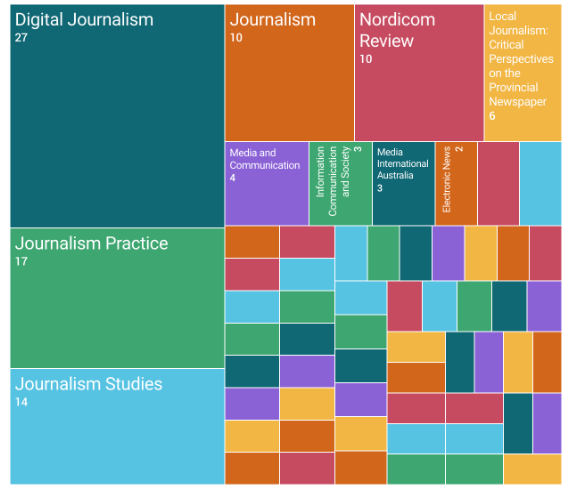 Digital Journalism
27
Journalism
10
Nordicom
Review
10
Local
Journalism:
Critical
Perspectives
on the
Provincial
Newspaper
6
Media and
Communication
4
Information
Communication
and Society
3
Media
International
Australia
3
Electronic News
2
Journalism Practice
17
Journalism Studies
14